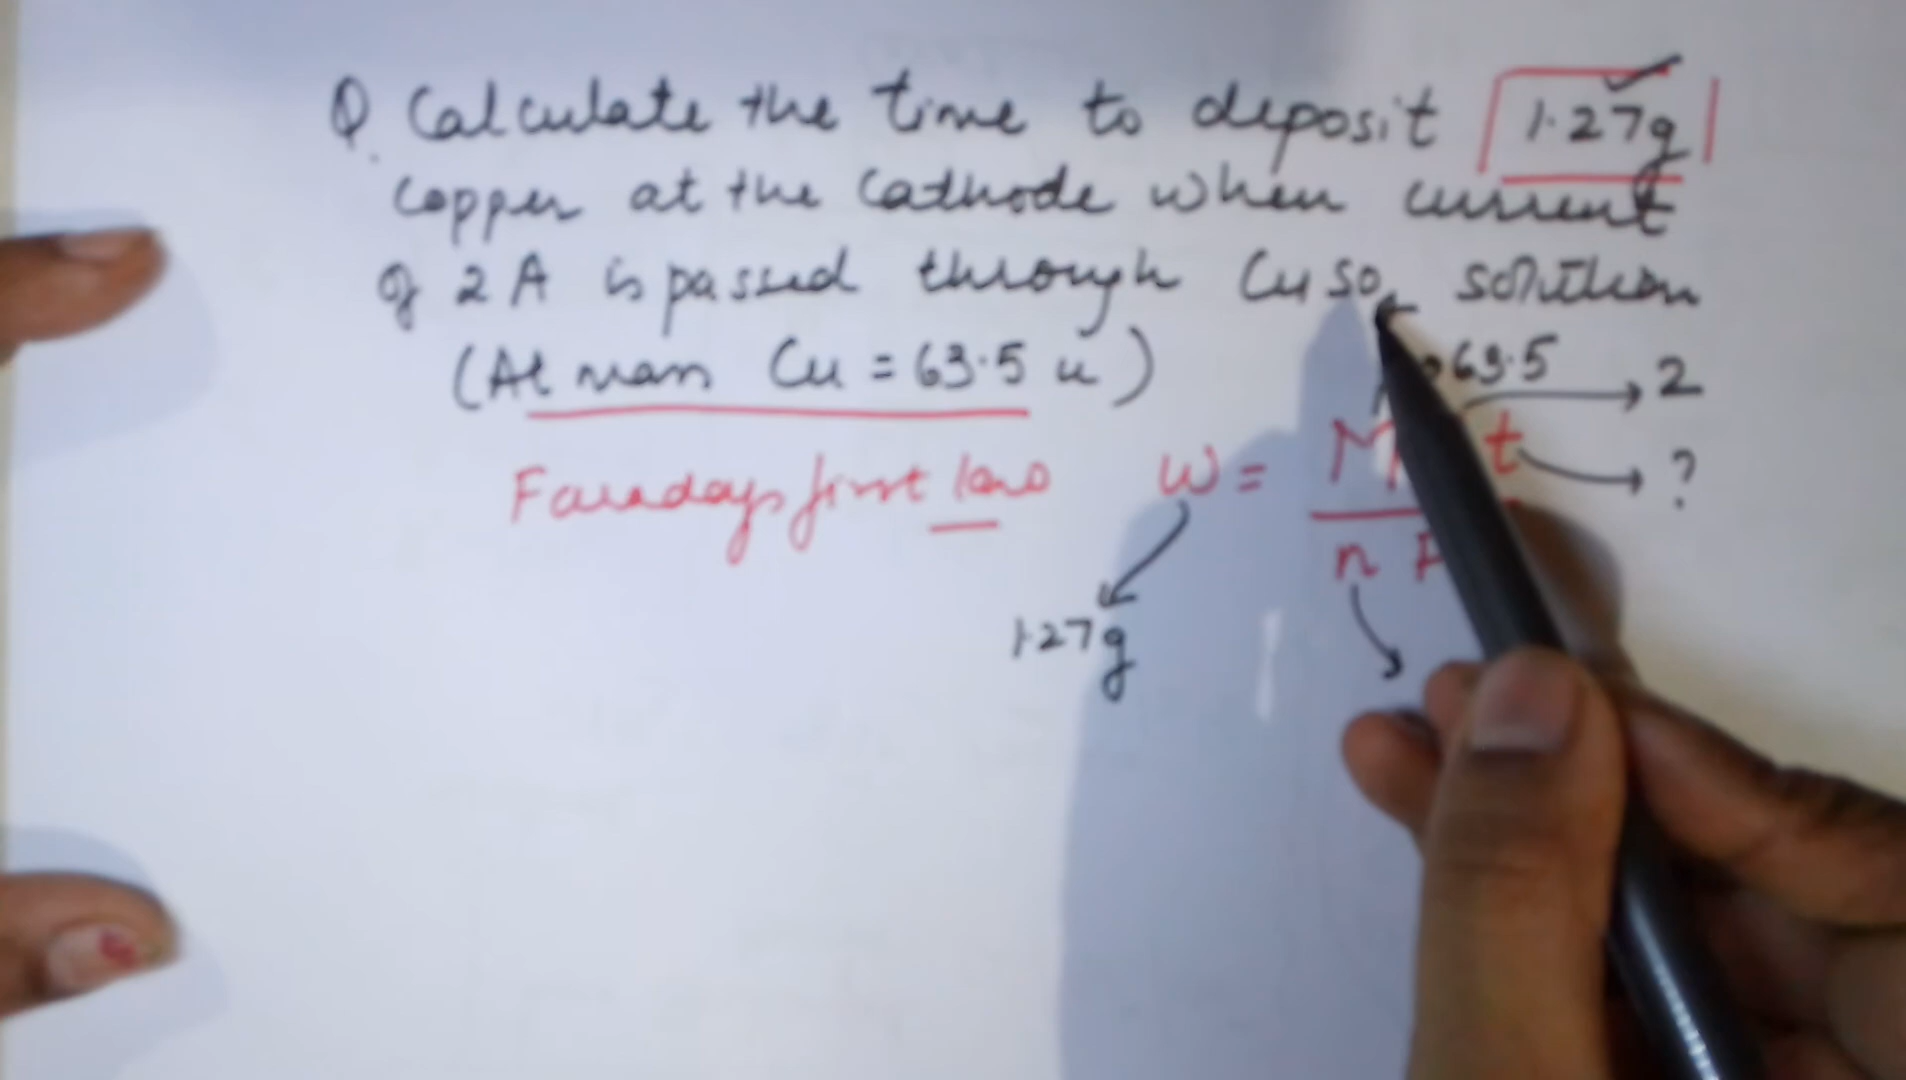 Q. Calculate the time to deposit 1.27g
copper at the cathode when current
of 2 A is passed through CuSO4 solution
(At mass Cu = 63.5 u)
63.5
2
Faradays first law w = M t
n F
?
1.27g